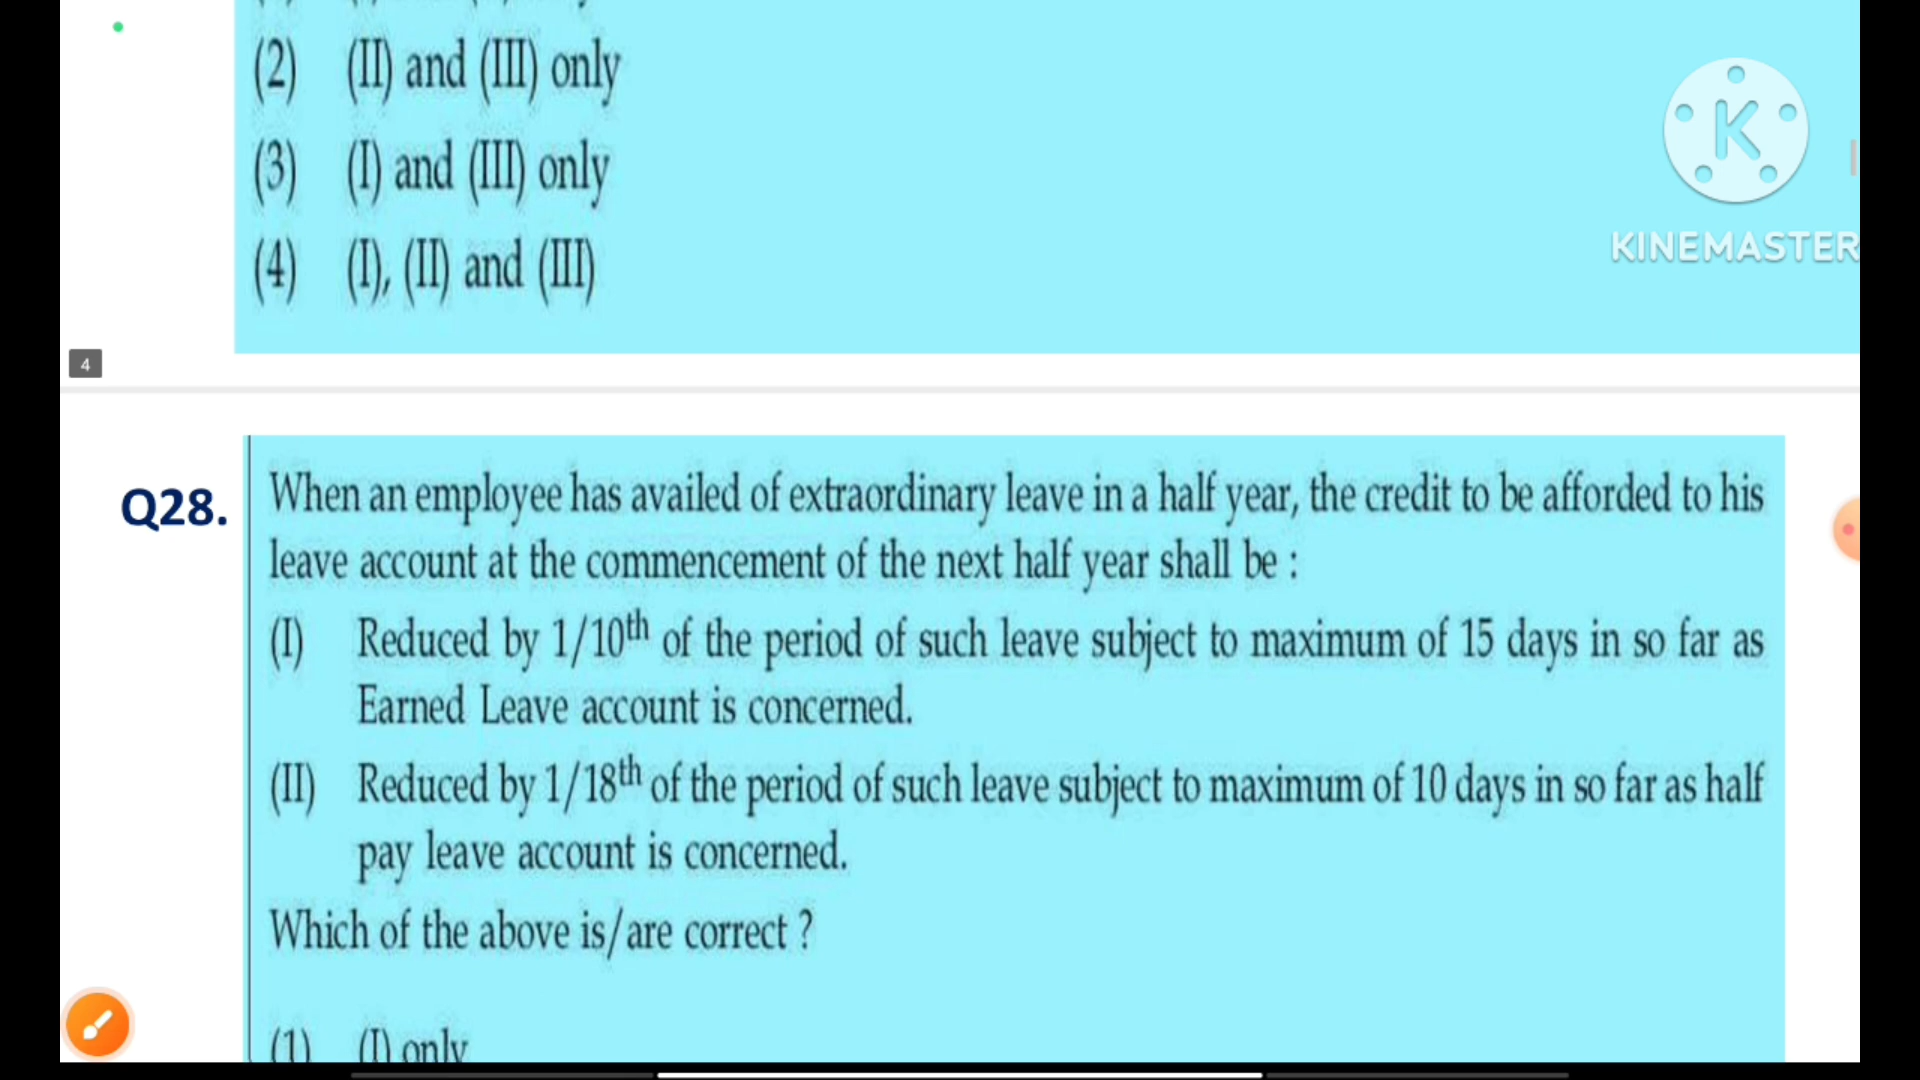 (2) (II) and (III) only
(3) (I) and (III) only
(4) (I), (II) and (III)
KINEMASTER
4
Q28.
When an employee has availed of extraordinary leave in a half year, the credit to be afforded to his
leave account at the commencement of the next half year shall be :
(I) Reduced by 1/10th of the period of such leave subject to maximum of 15 days in so far as
Earned Leave account is concerned.
(II) Reduced by 1/18th of the period of such leave subject to maximum of 10 days in so far as half
pay leave account is concerned.
Which of the above is/are correct ?
(1) (I) only